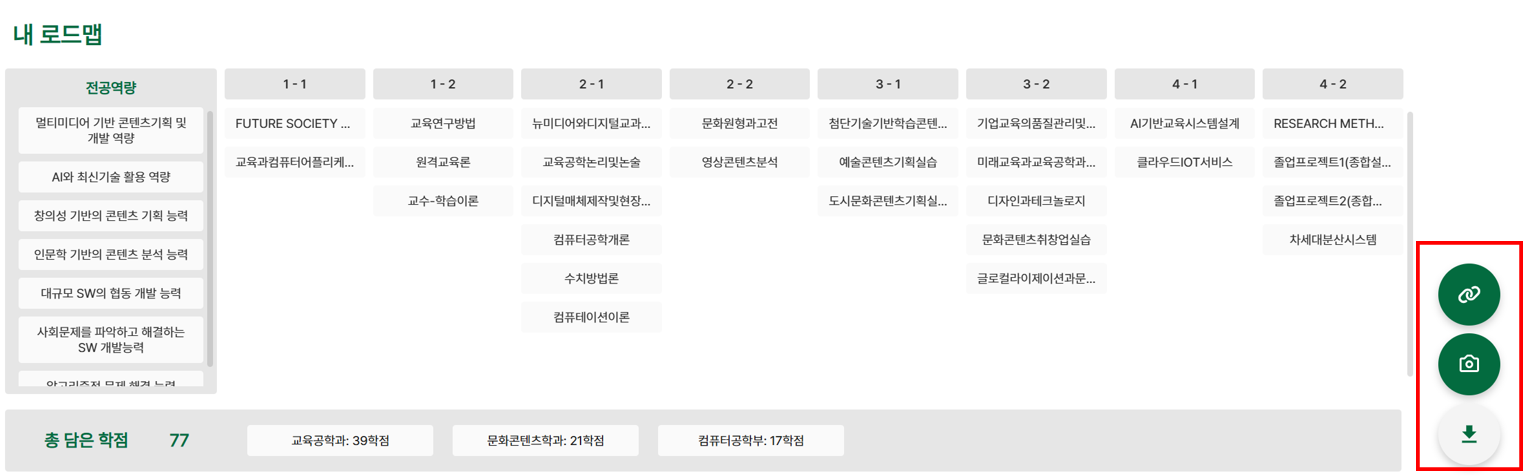 내 로드맵
전공역량
멀티미디어 기반 콘텐츠기획 및
개발 역량
AI와 최신기술 활용 역량
창의성 기반의 콘텐츠 기획 능력
인문학 기반의 콘텐츠 분석 능력
대규모 SW의 협동 개발 능력
사회문제를 파악하고 해결하는
SW 개발능력
알고리즘적 문제 해결 능력
1 - 1
FUTURE SOCIETY ...
교육과컴퓨터어플리케...
1 - 2
교육연구방법
원격교육론
교수-학습이론
2 - 1
뉴미디어와디지털교과...
교육공학논리및논술
디지털매체제작및현장...
컴퓨터공학개론
수치방법론
컴퓨테이션이론
2 - 2
문화원형과고전
영상콘텐츠분석
3 - 1
첨단기술기반학습콘텐...
예술콘텐츠기획실습
도시문화콘텐츠기획실...
3 - 2
기업교육의품질관리및...
미래교육과교육공학과...
디자인과테크놀로지
문화콘텐츠취창업실습
글로컬라이제이션과문...
4 - 1
AI기반교육시스템설계
클라우드IOT서비스
4 - 2
RESEARCH METH...
졸업프로젝트1(종합설...
졸업프로젝트2(종합...
차세대분산시스템
총 담은 학점 77
교육공학과: 39학점
문화콘텐츠학과: 21학점
컴퓨터공학부: 17학점